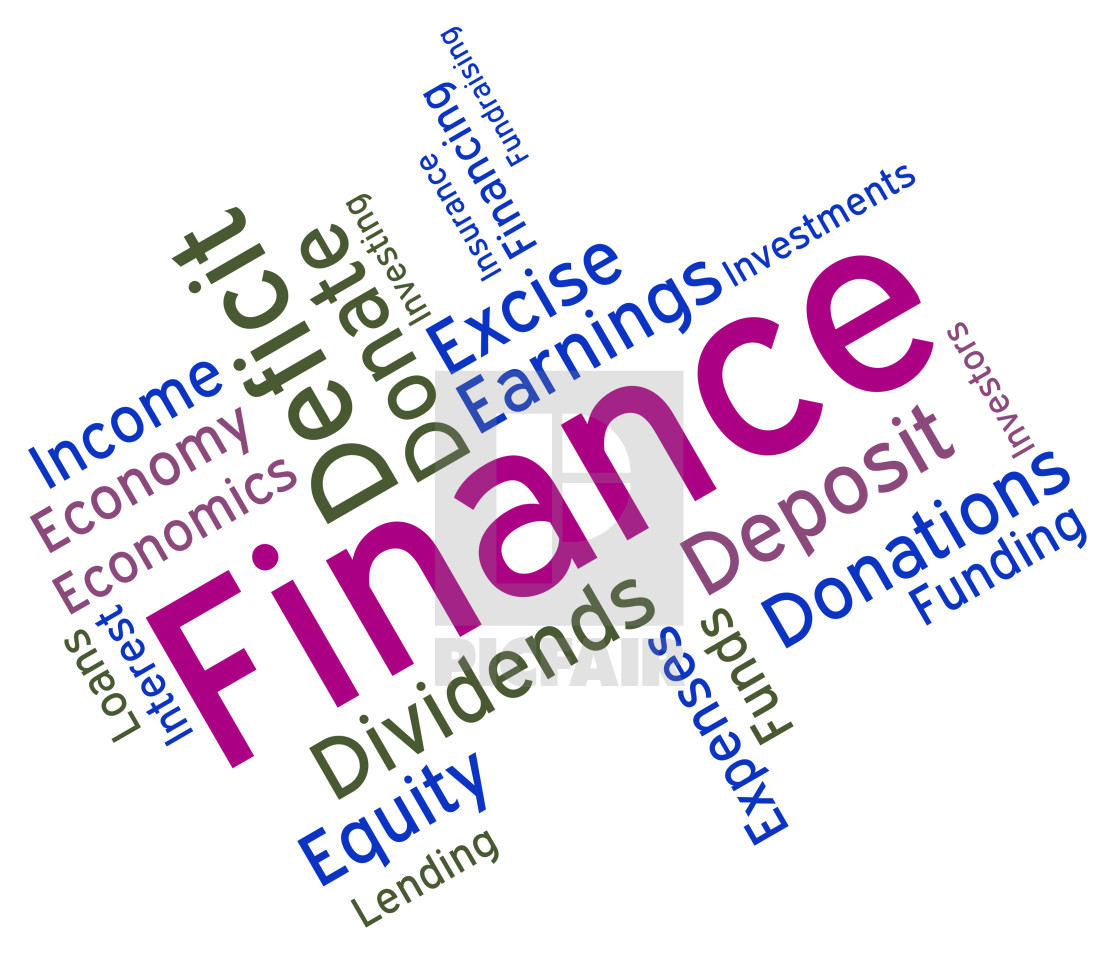 Fundraising
Financing
Insurance
Investing
Investments
Deficit
Donate
Excise
Earnings
Income
Economy
Economics
Finance
Investors
Deposit
Donations
Funding
Loans
Interest
Dividends
Funds
Expenses
Equity
Lending
BIGFAIR